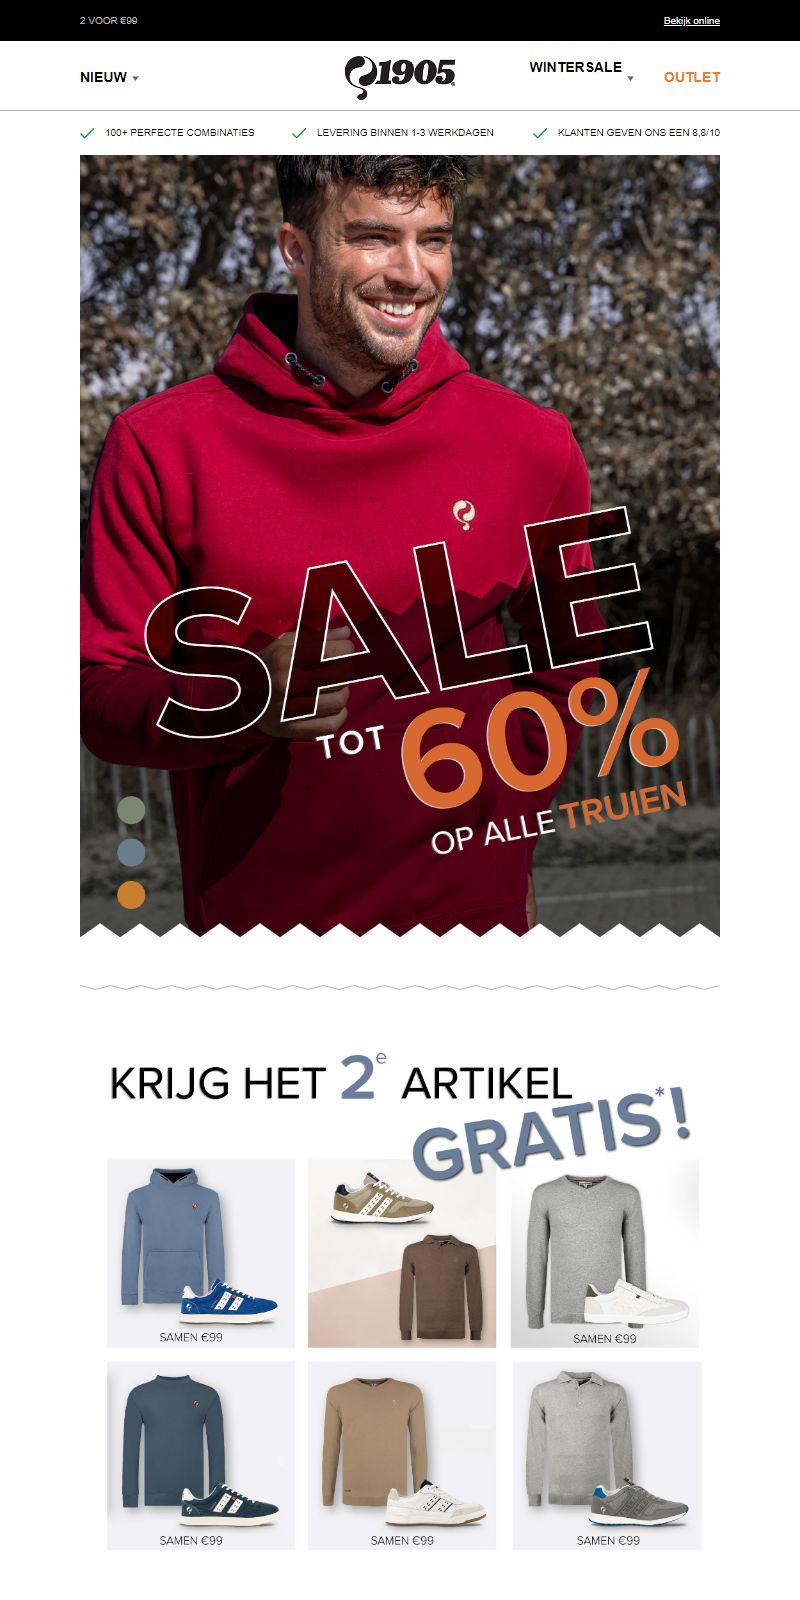 2 VOOR €99
Bekijk online
NIEUW
1905
WINTERSALE
OUTLET
100+ PERFECTE COMBINATIES
LEVERING BINNEN 1-3 WERKDAGEN
KLANTEN GEVEN ONS EEN 8,8/10
SALE
TOT 60%
OP ALLE TRUIEN
KRIJG HET 2e ARTIKEL
GRATIS*!
SAMEN €99
SAMEN €99
SAMEN €99
SAMEN €99
SAMEN €99